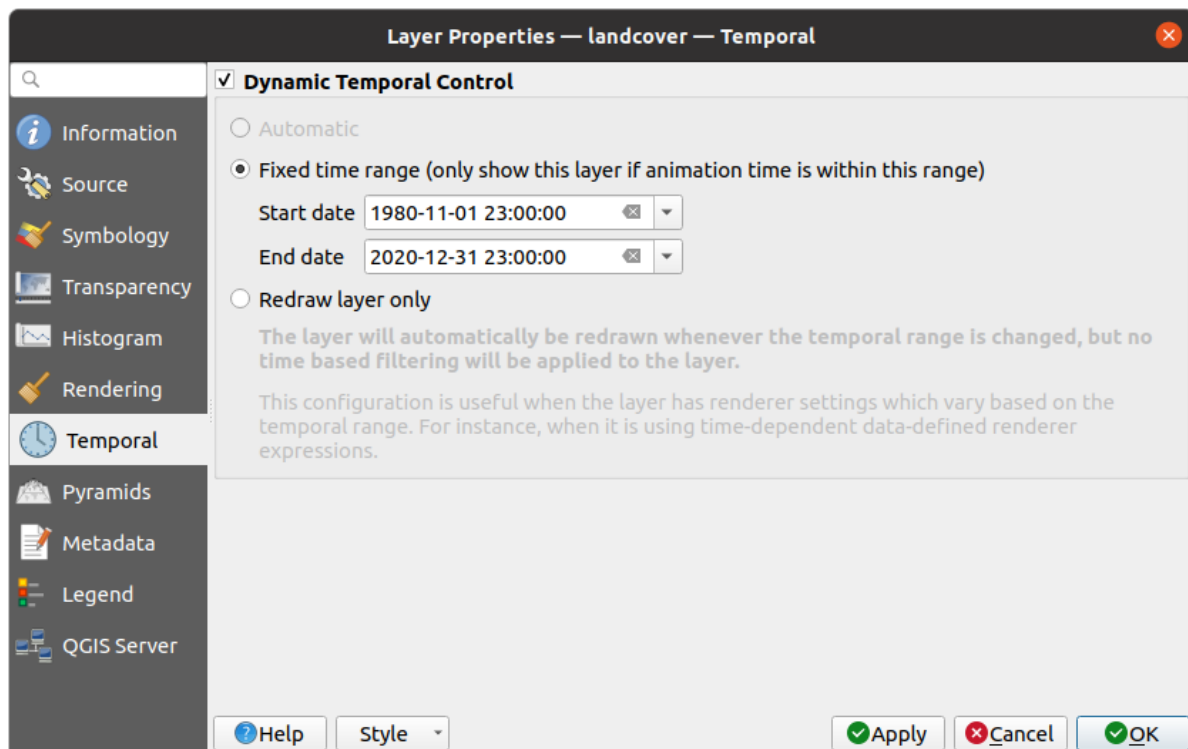 Layer Properties — landcover — Temporal
Information
Source
Symbology
Transparency
Histogram
Rendering
Temporal
Pyramids
Metadata
Legend
QGIS Server
Dynamic Temporal Control
Automatic
Fixed time range (only show this layer if animation time is within this range)
Start date 1980-11-01 23:00:00
End date 2020-12-31 23:00:00
Redraw layer only
The layer will automatically be redrawn whenever the temporal range is changed, but no
time based filtering will be applied to the layer.
This configuration is useful when the layer has renderer settings which vary based on the
temporal range. For instance, when it is using time-dependent data-defined renderer
expressions.
Help Style Apply Cancel OK